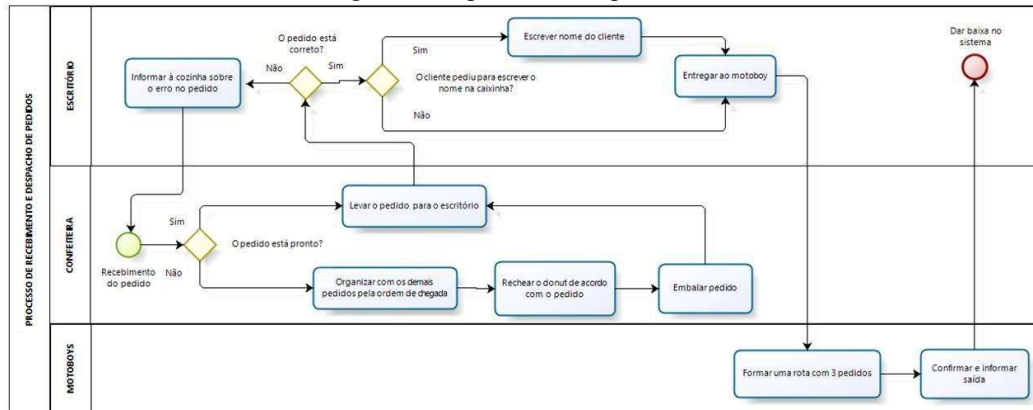 PROCESSO DE RECEBIMENTO E DESPACHO DE PEDIDOS
ESCRITÓRIO
Informar à cozinha sobre
o erro no pedido
O pedido está
correto?
Não
Sim
Sim
Escrever nome do cliente
O cliente pediu para escrever o
nome na caixinha?
Não
Entregar ao motoboy
Dar baixa no
sistema
CONFEITEIRA
Recebimento
do pedido
Sim
O pedido está pronto?
Não
Levar o pedido para o escritório
Organizar com os demais
pedidos pela ordem de chegada
Rechear o donut de acordo
com o pedido
Embalar pedido
MOTOBOYS
Formar uma rota com 3 pedidos
Confirmar e informar
saída